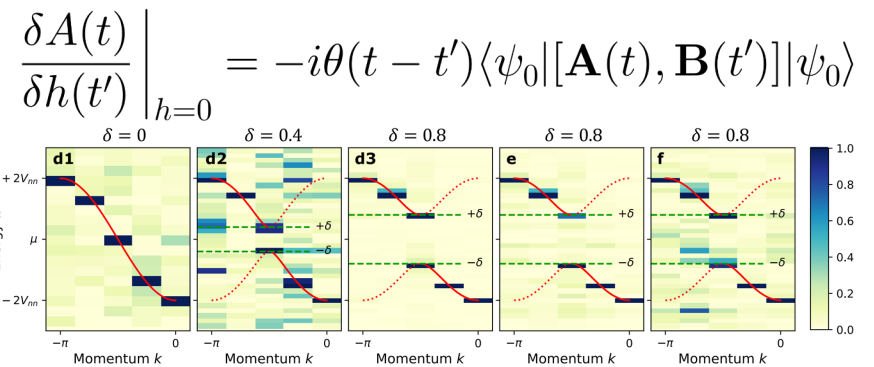 δA(t) / δh(t′) |h=0 = −iθ(t − t′)⟨ψ0|[A(t), B(t′)]|ψ0⟩
δ = 0 δ = 0.4 δ = 0.8 δ = 0.8 δ = 0.8
d1 d2 d3 e f 1.0
+ 2Vnn
0.8
+δ +δ +δ +δ
μ 0.6
−δ −δ −δ −δ
0.4
0.2
− 2Vnn
0.0
−π 0 −π 0 −π 0 −π 0 −π 0
Momentum k Momentum k Momentum k Momentum k Momentum k